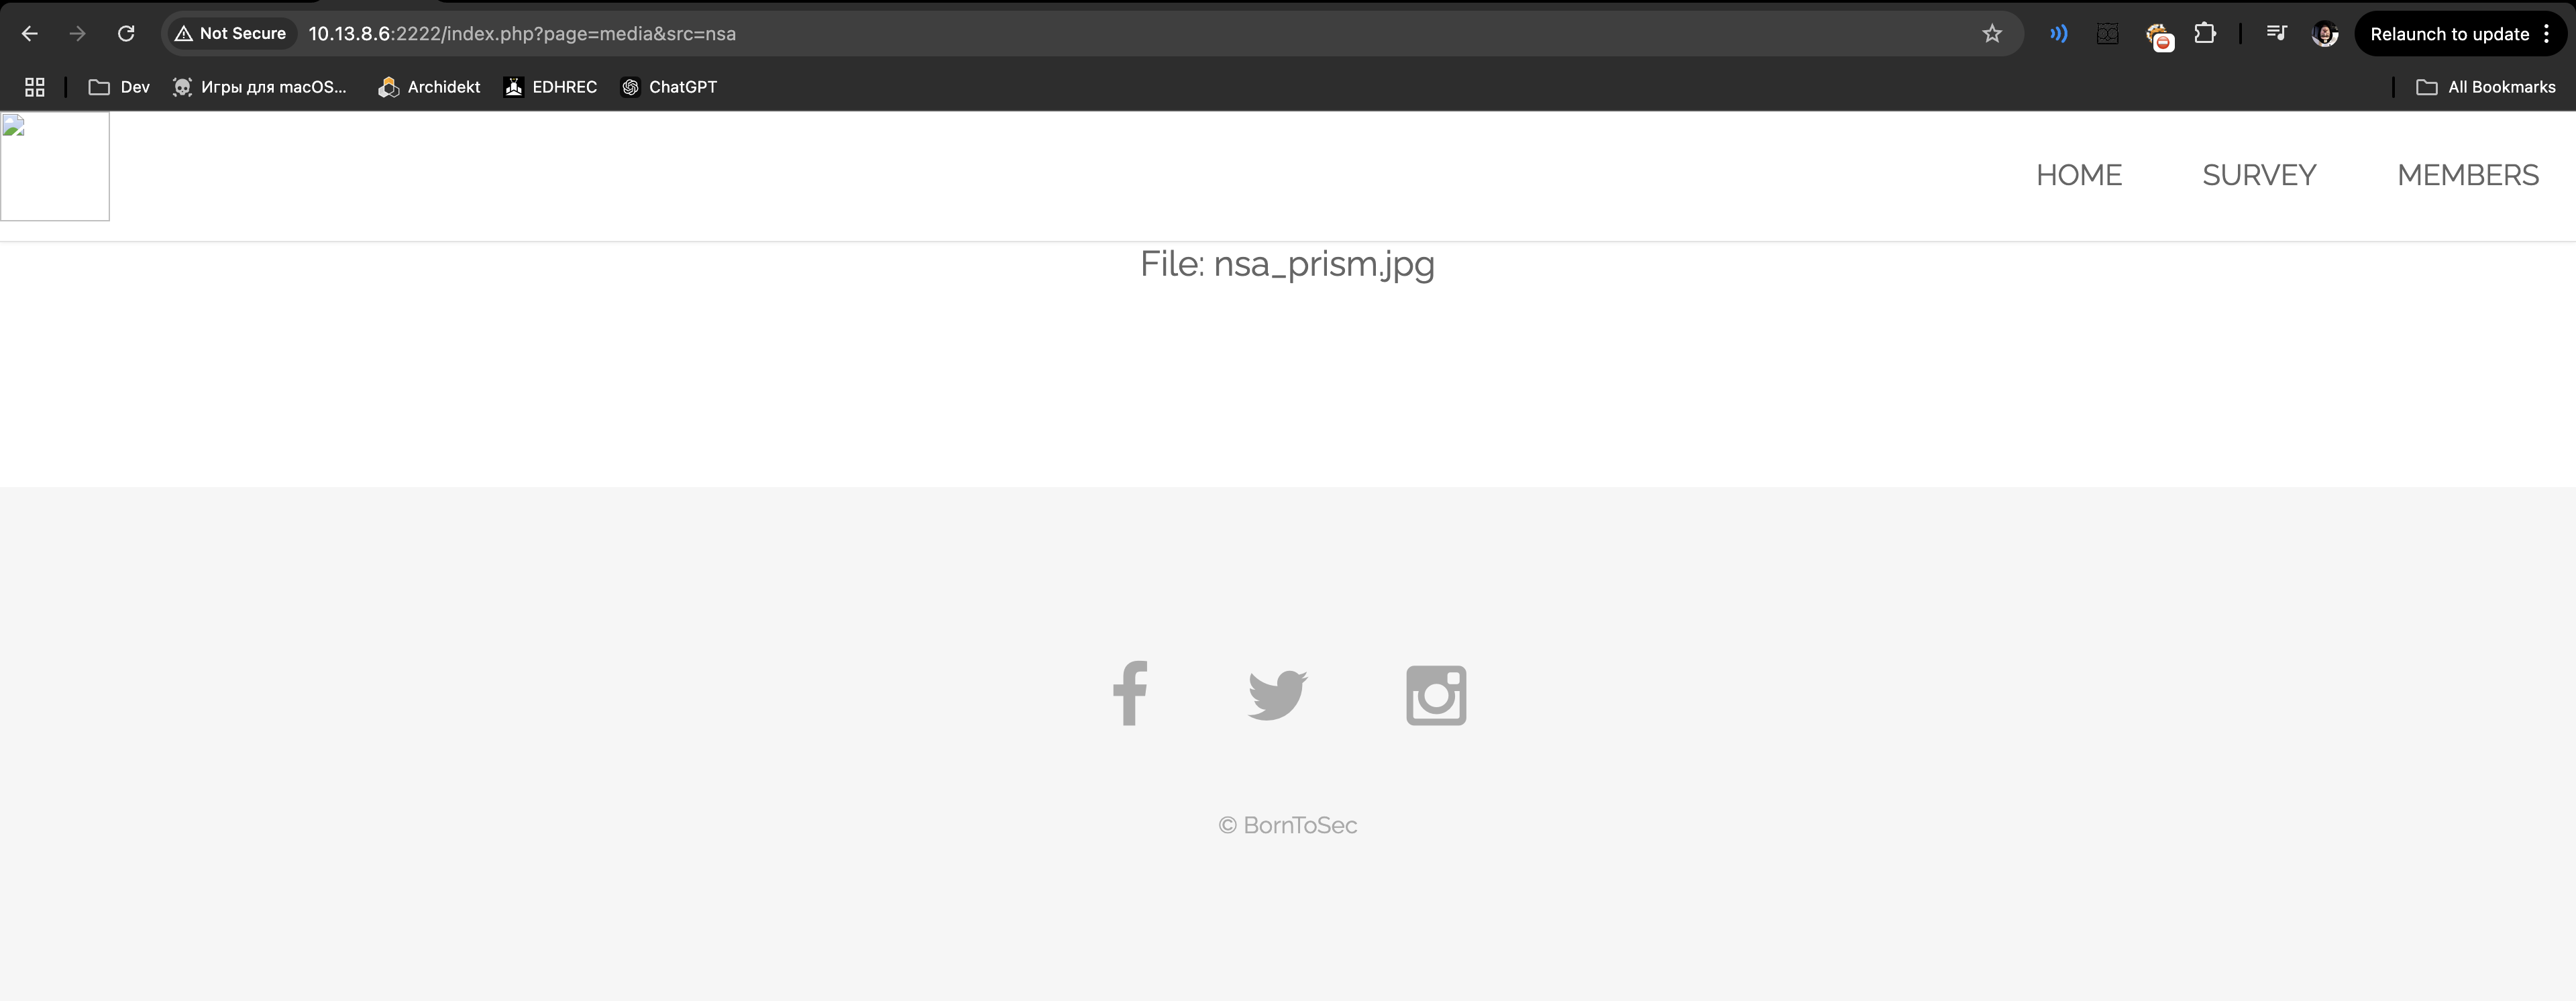 Not Secure 10.13.8.6:2222/index.php?page=media&src=nsa Relaunch to update
Dev Игры для macOS... Archidekt EDHREC ChatGPT All Bookmarks
HOME SURVEY MEMBERS
File: nsa_prism.jpg
© BornToSec